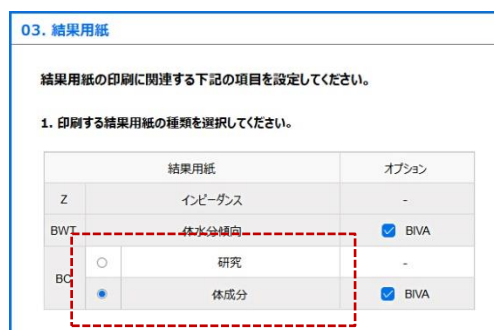 03. 結果用紙
結果用紙の印刷に関連する下記の項目を設定してください。
1. 印刷する結果用紙の種類を選択してください。
結果用紙 オプション
Z インピーダンス -
BWT 体水分傾向 BIVA
BC 研究 -
体成分 BIVA